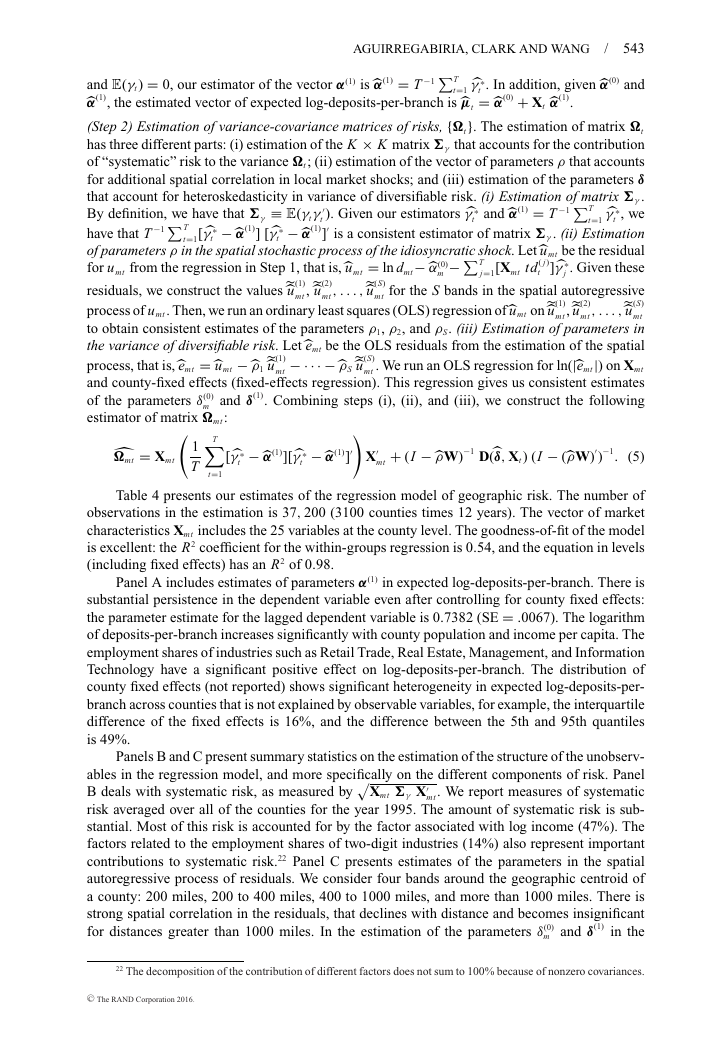 AGUIRREGABIRIA, CLARK AND WANG / 543
and 𝔼(γₜ) = 0, our estimator of the vector α⁽¹⁾ is α̂⁽¹⁾ = T⁻¹ ∑ᵀₜ₌₁ γ̂ₜ*. In addition, given α̂⁽⁰⁾ and
α̂⁽¹⁾, the estimated vector of expected log-deposits-per-branch is μ̂ₜ = α̂⁽⁰⁾ + Xₜ α̂⁽¹⁾.
(Step 2) Estimation of variance-covariance matrices of risks, {Ωₜ}. The estimation of matrix Ωₜ
has three different parts: (i) estimation of the K × K matrix Σ_γ that accounts for the contribution
of “systematic” risk to the variance Ωₜ; (ii) estimation of the vector of parameters ρ that accounts
for additional spatial correlation in local market shocks; and (iii) estimation of the parameters δ
that account for heteroskedasticity in variance of diversifiable risk. (i) Estimation of matrix Σ_γ.
By definition, we have that Σ_γ ≡ 𝔼(γₜγₜ′). Given our estimators γ̂ₜ* and α̂⁽¹⁾ = T⁻¹ ∑ᵀₜ₌₁ γ̂ₜ*, we
have that T⁻¹ ∑ᵀₜ₌₁[γ̂ₜ* − α̂⁽¹⁾] [γ̂ₜ* − α̂⁽¹⁾]′ is a consistent estimator of matrix Σ_γ. (ii) Estimation
of parameters ρ in the spatial stochastic process of the idiosyncratic shock. Let û_mt be the residual
for u_mt from the regression in Step 1, that is, û_mt = ln d_mt − α̂_m⁽⁰⁾ − ∑ᵀⱼ₌₁[X_mt tdₜ⁽ʲ⁾]γ̂ⱼ*. Given these
residuals, we construct the values ũ̂_mt⁽¹⁾, ũ̂_mt⁽²⁾, . . . , ũ̂_mt⁽ˢ⁾ for the S bands in the spatial autoregressive
process of u_mt. Then, we run an ordinary least squares (OLS) regression of û_mt on ũ̂_mt⁽¹⁾, ũ̂_mt⁽²⁾, . . . , ũ̂_mt⁽ˢ⁾
to obtain consistent estimates of the parameters ρ₁, ρ₂, and ρ_S. (iii) Estimation of parameters in
the variance of diversifiable risk. Let ê_mt be the OLS residuals from the estimation of the spatial
process, that is, ê_mt = û_mt − ρ̂₁ ũ̂_mt⁽¹⁾ − · · · − ρ̂_S ũ̂_mt⁽ˢ⁾. We run an OLS regression for ln(|ê_mt|) on X_mt
and county-fixed effects (fixed-effects regression). This regression gives us consistent estimates
of the parameters δ_m⁽⁰⁾ and δ⁽¹⁾. Combining steps (i), (ii), and (iii), we construct the following
estimator of matrix Ω_mt:
Ω̂_mt = X_mt (1/T ∑ᵀₜ₌₁[γ̂ₜ* − α̂⁽¹⁾][γ̂ₜ* − α̂⁽¹⁾]′) X′_mt + (I − ρ̂W)⁻¹ D(δ̂, Xₜ) (I − (ρ̂W)′)⁻¹. (5)
Table 4 presents our estimates of the regression model of geographic risk. The number of
observations in the estimation is 37, 200 (3100 counties times 12 years). The vector of market
characteristics X_mt includes the 25 variables at the county level. The goodness-of-fit of the model
is excellent: the R² coefficient for the within-groups regression is 0.54, and the equation in levels
(including fixed effects) has an R² of 0.98.
Panel A includes estimates of parameters α⁽¹⁾ in expected log-deposits-per-branch. There is
substantial persistence in the dependent variable even after controlling for county fixed effects:
the parameter estimate for the lagged dependent variable is 0.7382 (SE = .0067). The logarithm
of deposits-per-branch increases significantly with county population and income per capita. The
employment shares of industries such as Retail Trade, Real Estate, Management, and Information
Technology have a significant positive effect on log-deposits-per-branch. The distribution of
county fixed effects (not reported) shows significant heterogeneity in expected log-deposits-per-
branch across counties that is not explained by observable variables, for example, the interquartile
difference of the fixed effects is 16%, and the difference between the 5th and 95th quantiles
is 49%.
Panels B and C present summary statistics on the estimation of the structure of the unobserv-
ables in the regression model, and more specifically on the different components of risk. Panel
B deals with systematic risk, as measured by √(X_mt Σ_γ X′_mt). We report measures of systematic
risk averaged over all of the counties for the year 1995. The amount of systematic risk is sub-
stantial. Most of this risk is accounted for by the factor associated with log income (47%). The
factors related to the employment shares of two-digit industries (14%) also represent important
contributions to systematic risk.²² Panel C presents estimates of the parameters in the spatial
autoregressive process of residuals. We consider four bands around the geographic centroid of
a county: 200 miles, 200 to 400 miles, 400 to 1000 miles, and more than 1000 miles. There is
strong spatial correlation in the residuals, that declines with distance and becomes insignificant
for distances greater than 1000 miles. In the estimation of the parameters δ_m⁽⁰⁾ and δ⁽¹⁾ in the
²² The decomposition of the contribution of different factors does not sum to 100% because of nonzero covariances.
© The RAND Corporation 2016.